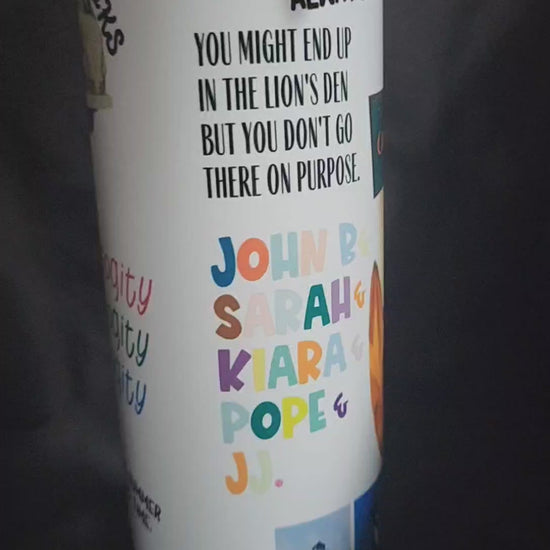 YOU MIGHT END UP
IN THE LION'S DEN
BUT YOU DON'T GO
THERE ON PURPOSE.
JOHN B &
SARAH &
KIARA &
POPE &
JJ.